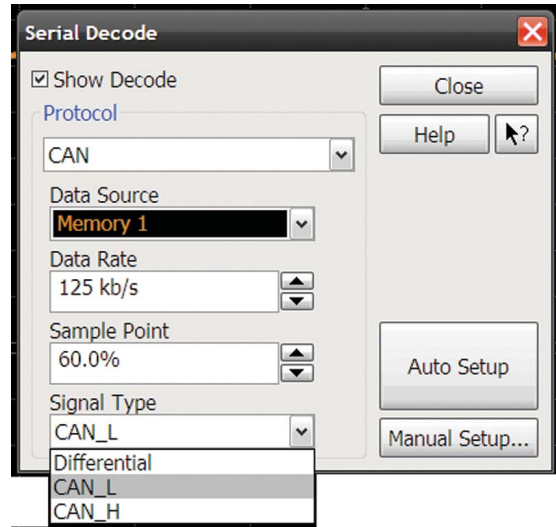 Serial Decode
Show Decode
Close
Protocol
Help
?
CAN
Data Source
Memory 1
Data Rate
125 kb/s
Sample Point
60.0%
Auto Setup
Signal Type
CAN_L
Manual Setup...
Differential
CAN_L
CAN_H